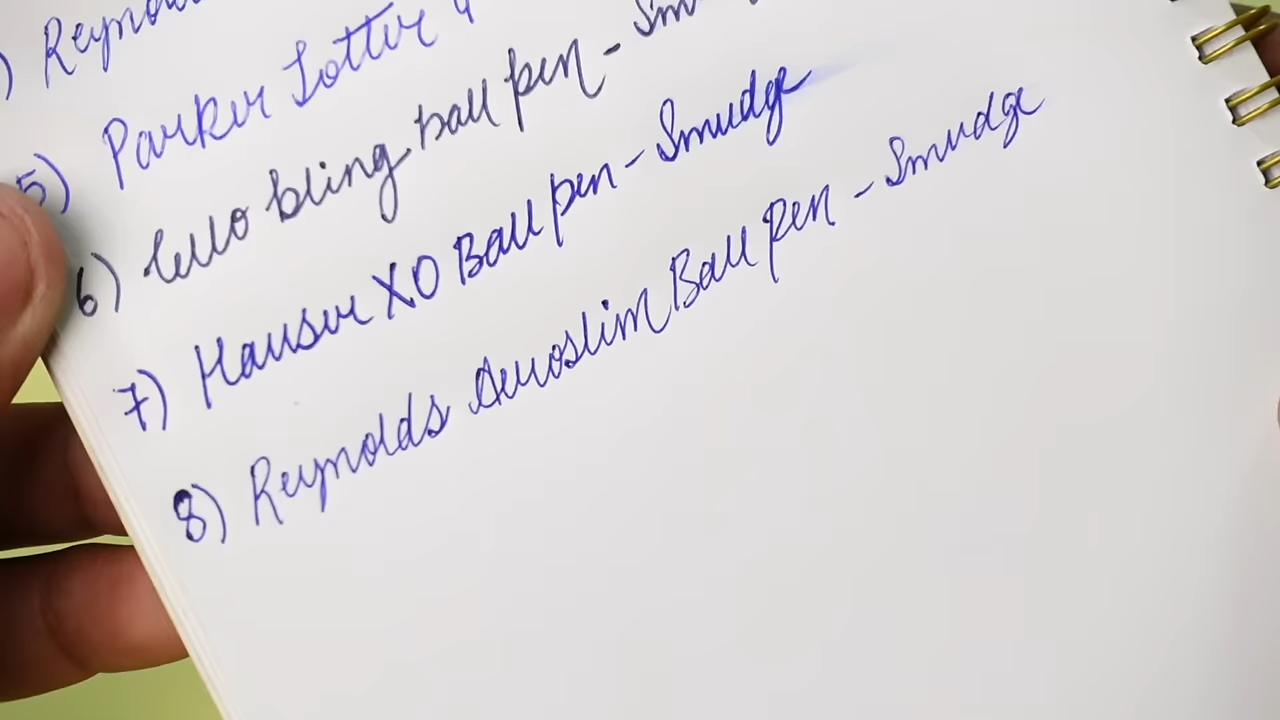 5) Parker Jotter
6) Cello bling ball pen -
7) Hauser XO Ball pen - Smudge
8) Reynolds Aeroslim Ball Pen - Smudge